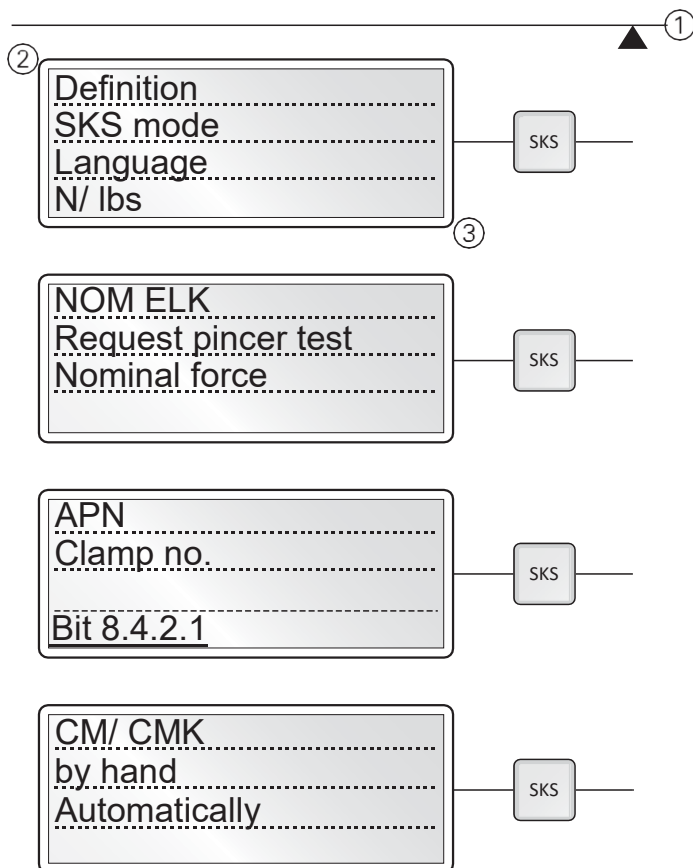 ①
②
Definition
SKS mode
SKS
Language
N/ lbs
③
NOM ELK
Request pincer test
SKS
Nominal force
APN
Clamp no.
SKS
Bit 8.4.2.1
CM/ CMK
by hand
SKS
Automatically